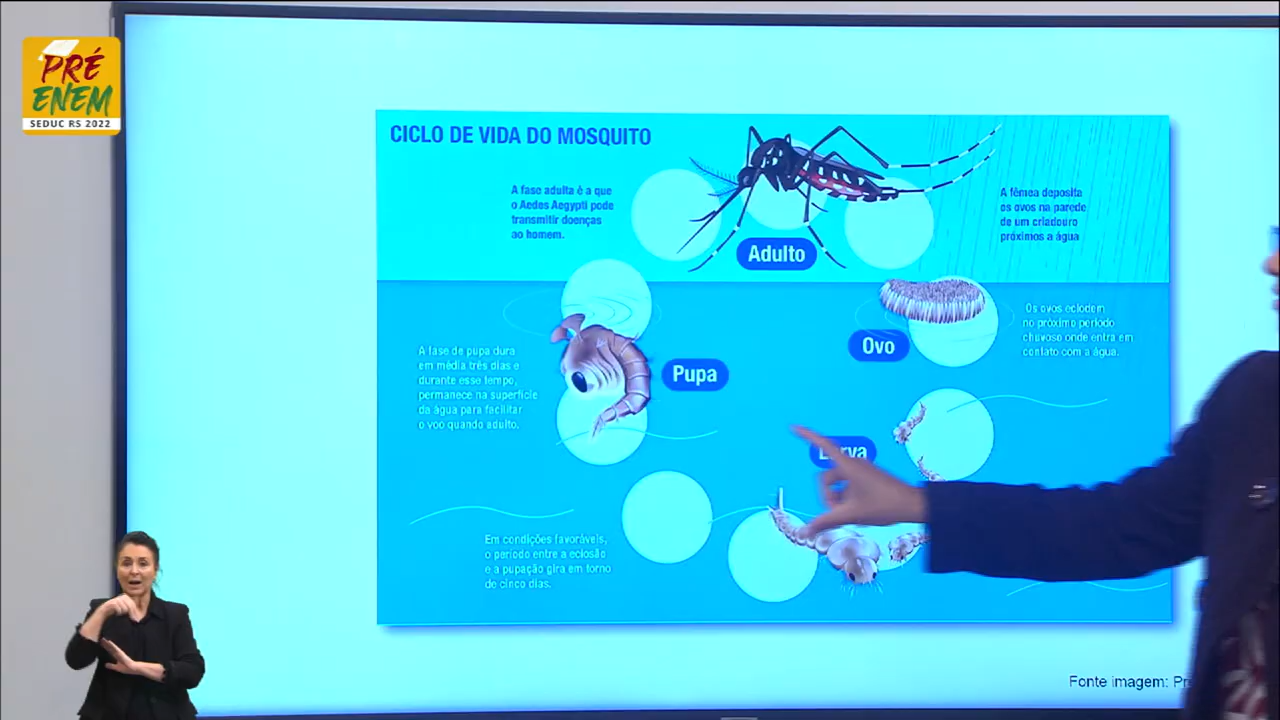 PRÉ
ENEM
SEDUC RS 2022
CICLO DE VIDA DO MOSQUITO
A fase adulta é a que
o Aedes Aegypti pode
transmitir doenças
ao homem.
A fêmea deposita
os ovos na parede
de um criadouro
próximos a água
Adulto
Os ovos eclodem
no próximo período
chuvoso onde entra em
contato com a água.
Ovo
A fase de pupa dura
em média três dias e
durante esse tempo,
permanece na superfície
da água para facilitar
o voo quando adulto.
Pupa
Larva
Em condições favoráveis,
o período entre a eclosão
e a pupação gira em torno
de cinco dias.
Fonte imagem: